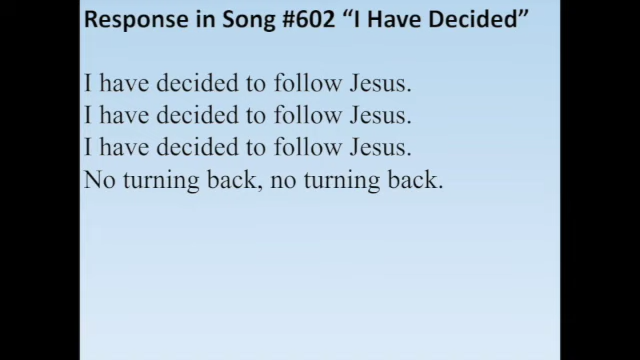 Response in Song #602 “I Have Decided”
I have decided to follow Jesus.
I have decided to follow Jesus.
I have decided to follow Jesus.
No turning back, no turning back.